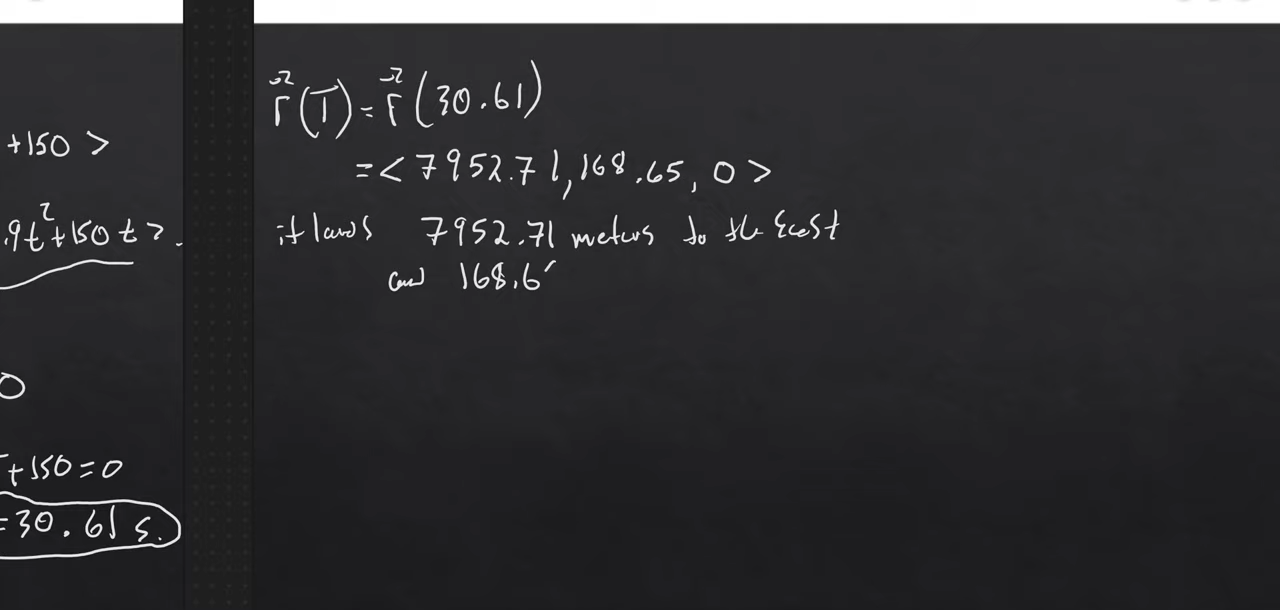 +150 >
.9t²+150t>.
0
+150=0
=30.61 s.
r⃗(T)=r⃗(30.61)
=<7952.71,168.65,0>
it lands 7952.71 meters to the East
and 168.6